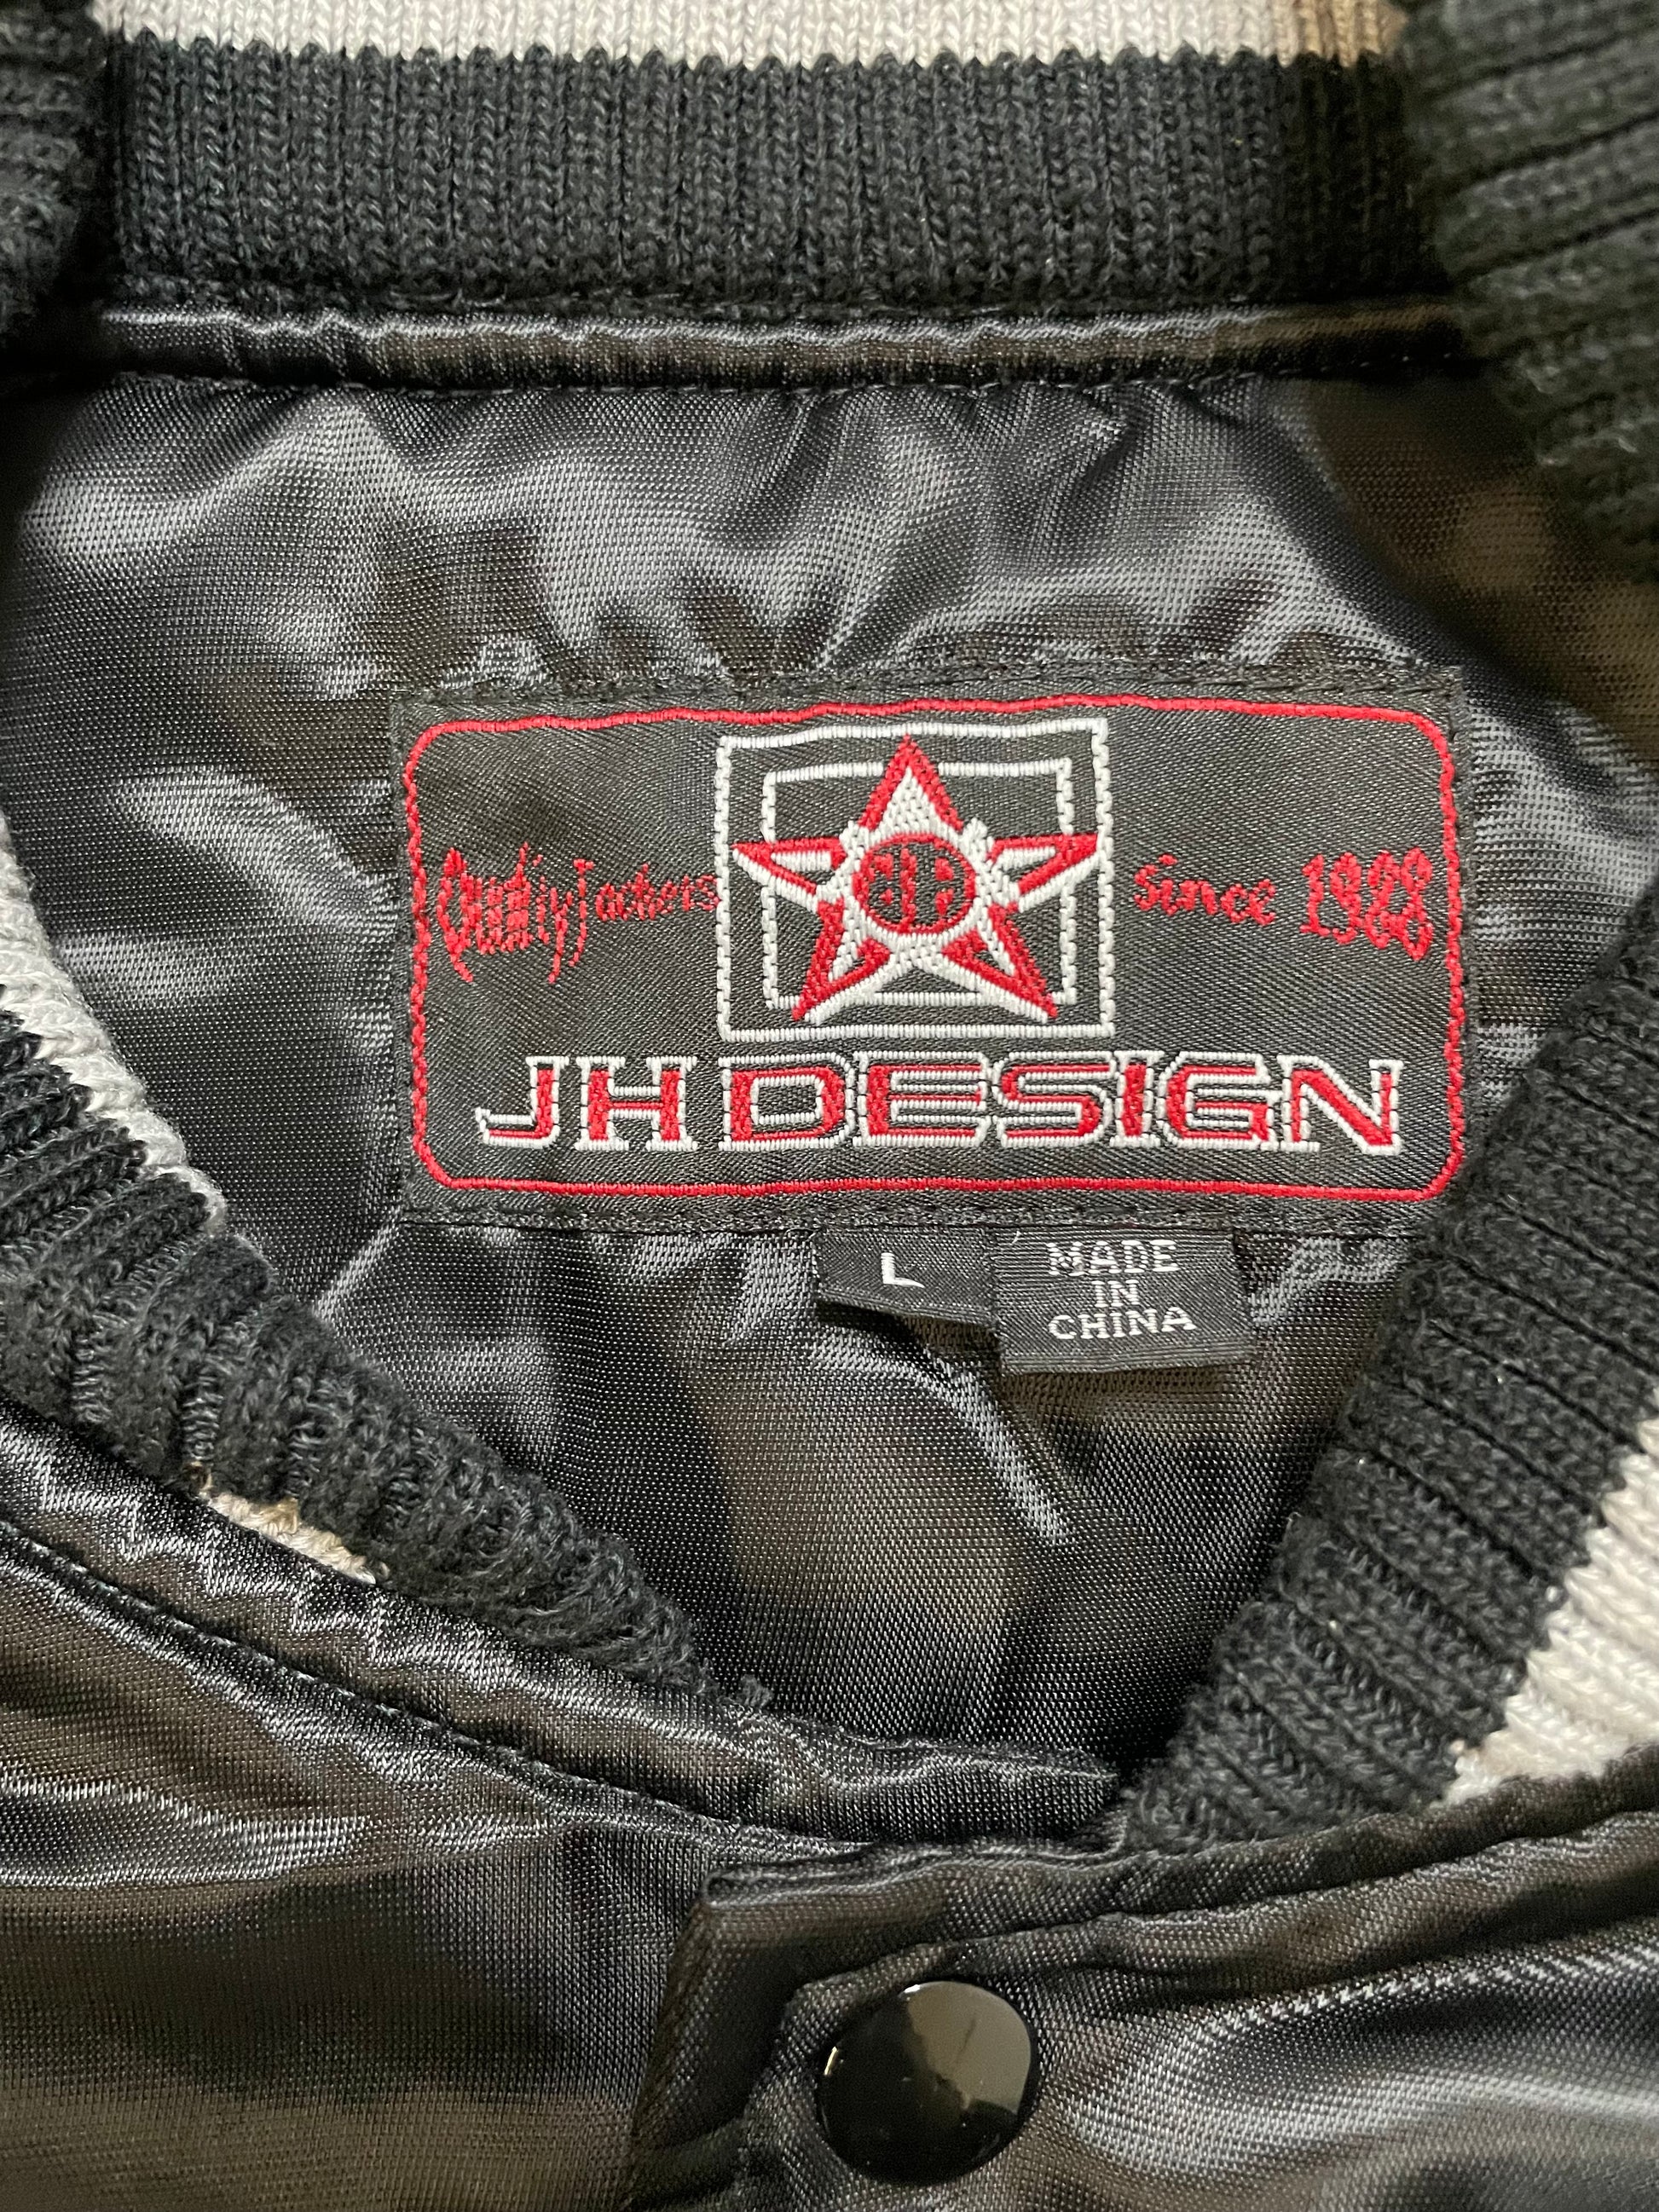 Quality Jackets
Since 1988
JH DESIGN
L
MADE
IN
CHINA